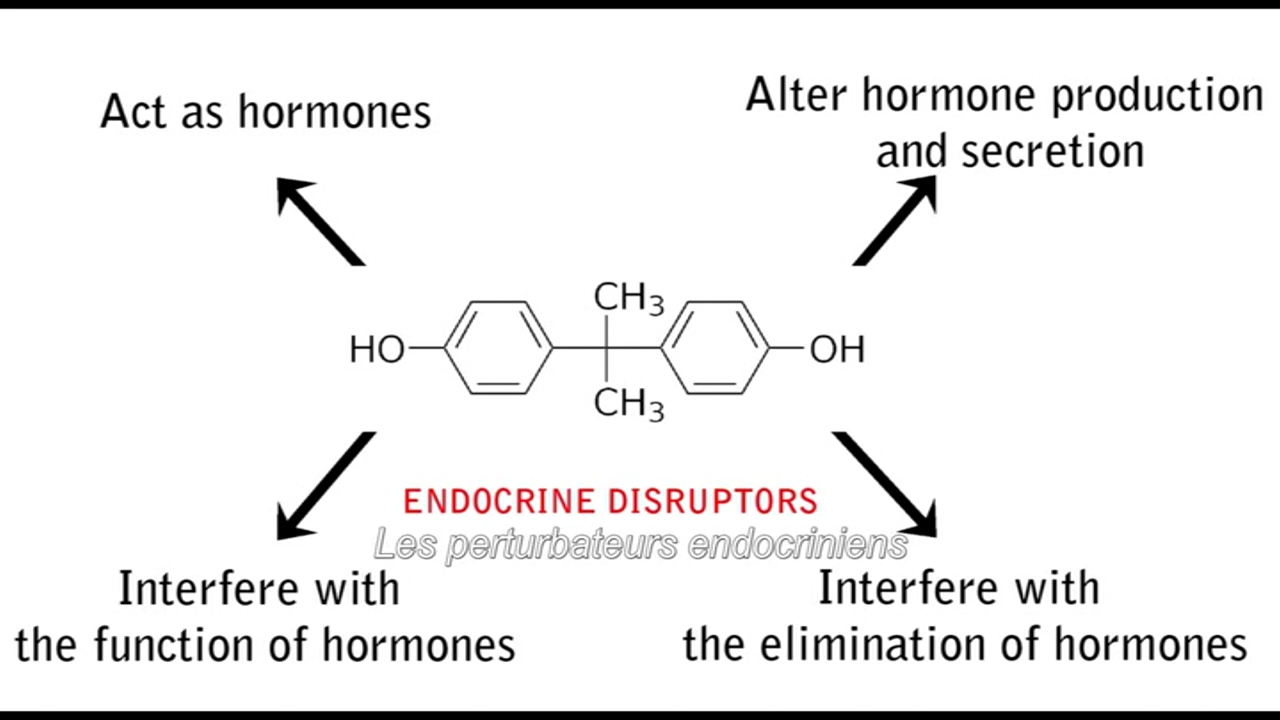 Act as hormones
Alter hormone production
and secretion
CH3
HO
OH
CH3
ENDOCRINE DISRUPTORS
Les perturbateurs endocriniens
Interfere with
the function of hormones
Interfere with
the elimination of hormones